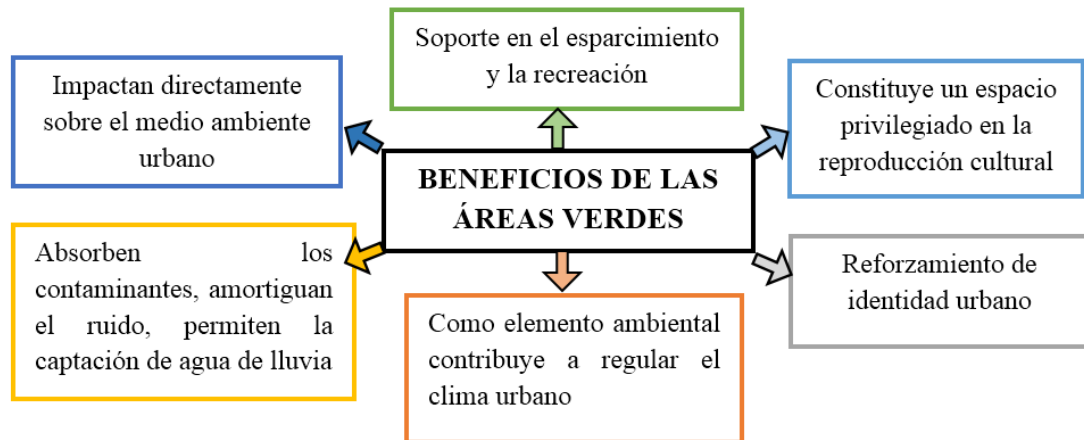 Soporte en el esparcimiento
y la recreación
Impactan directamente
sobre el medio ambiente
urbano
Constituye un espacio
privilegiado en la
reproducción cultural
BENEFICIOS DE LAS
ÁREAS VERDES
Absorben los
contaminantes, amortiguan
el ruido, permiten la
captación de agua de lluvia
Como elemento ambiental
contribuye a regular el
clima urbano
Reforzamiento de
identidad urbano